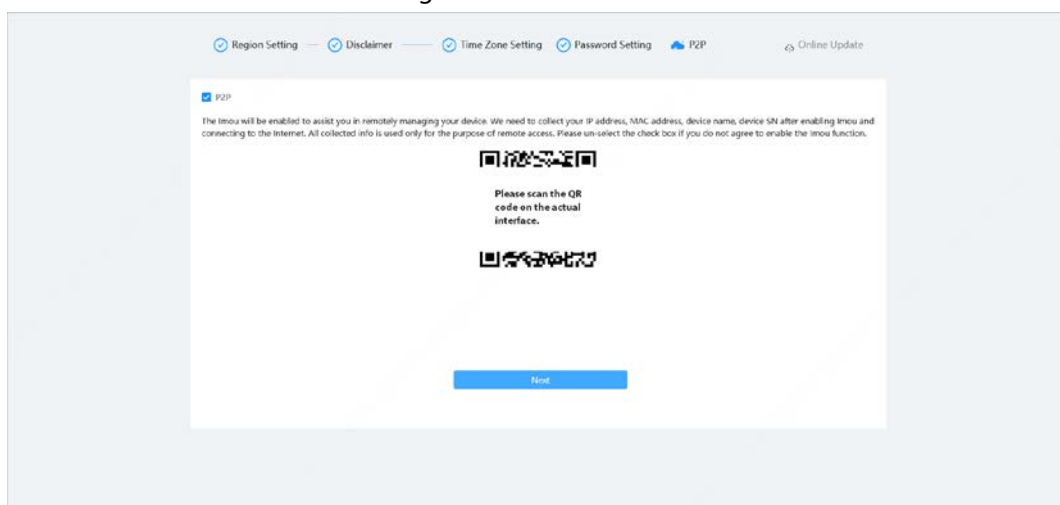 Region Setting
Disclaimer
Time Zone Setting
Password Setting
P2P
Online Update
P2P
The Imou will be enabled to assist you in remotely managing your device. We need to collect your IP address, MAC address, device name, device SN after enabling Imou and
connecting to the Internet. All collected info is used only for the purpose of remote access. Please un-select the check box if you do not agree to enable the Imou function.
Please scan the QR
code on the actual
interface.
Next